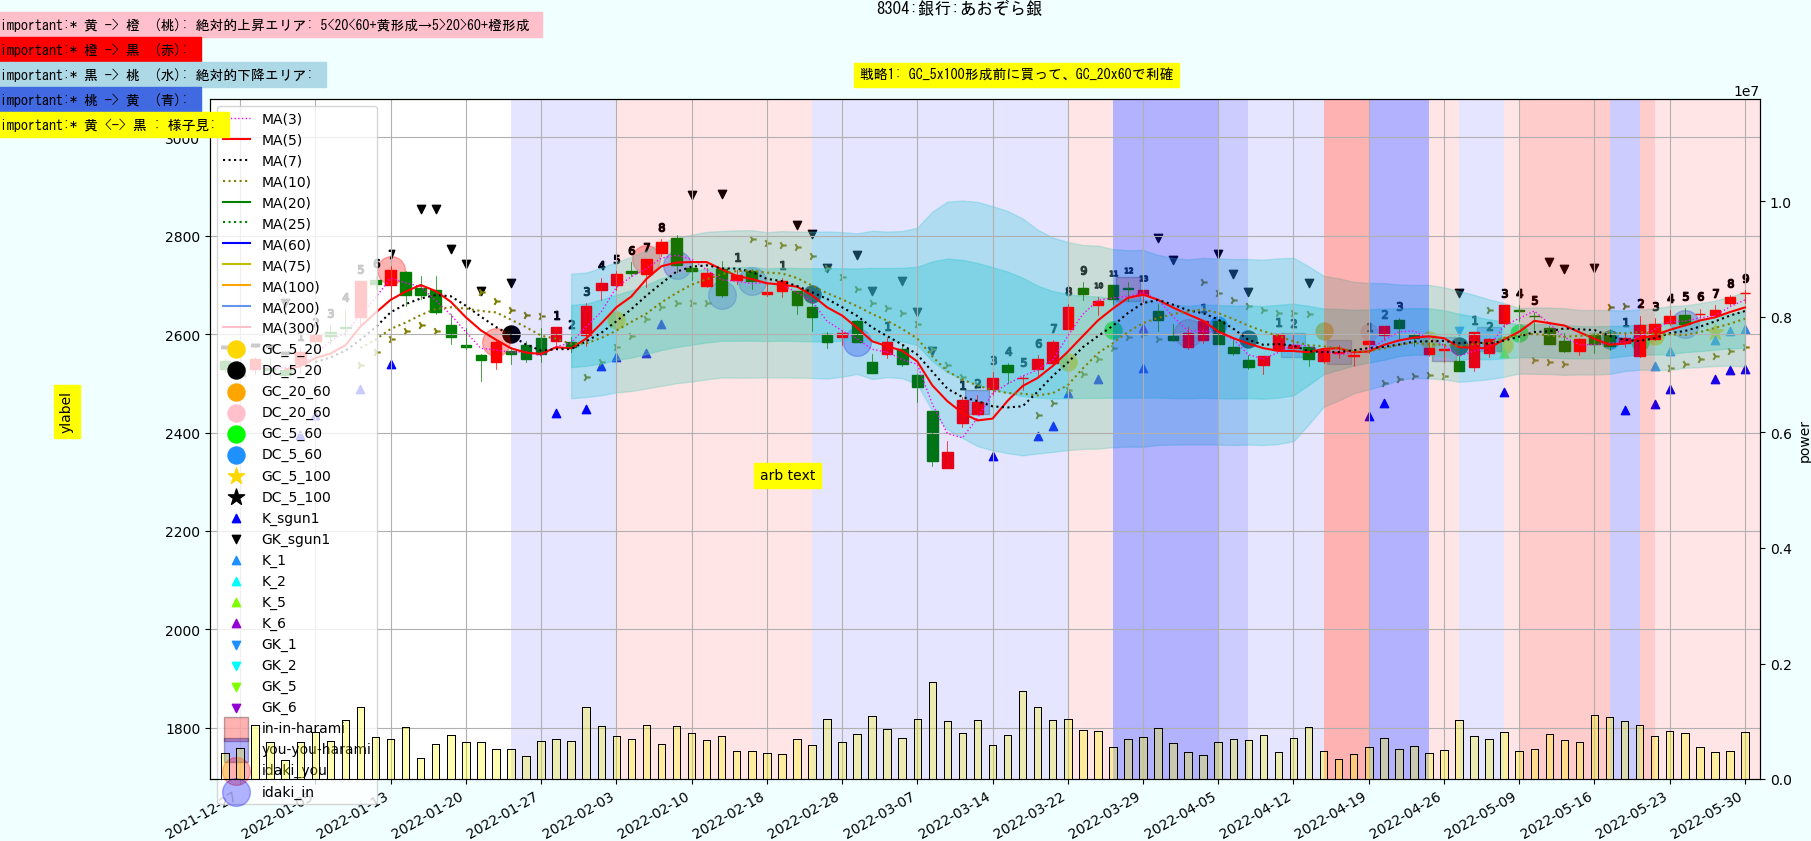 8304:銀行:あおぞら銀
important:* 黄 -> 橙 (桃): 絶対的上昇エリア: 5<20<60+黄形成→5>20>60+橙形成
important:* 橙 -> 黒 (赤):
important:* 黒 -> 桃 (水): 絶対的下降エリア:
戦略1: GC_5x100形成前に買って、GC_20x60で利確
important:* 桃 -> 黄 (青):
important:* 黄 <-> 黒 : 様子見:
1e7
MA(3)
MA(5)
MA(7)
MA(10)
MA(20)
MA(25)
MA(60)
MA(75)
MA(100)
MA(200)
MA(300)
GC_5_20
DC_5_20
GC_20_60
DC_20_60
GC_5_60
DC_5_60
GC_5_100
DC_5_100
K_sgun1
GK_sgun1
K_1
K_2
K_5
K_6
GK_1
GK_2
GK_5
GK_6
in-in-harami
you-you-harami
idaki_you
idaki_in
3000
2800
2600
2400
2200
2000
1800
ylabel
arb text
1.0
0.8
0.6
0.4
0.2
0.0
power
2022-01-13
2022-01-20
2022-01-27
2022-02-03
2022-02-10
2022-02-18
2022-02-28
2022-03-07
2022-03-14
2022-03-22
2022-03-29
2022-04-05
2022-04-12
2022-04-19
2022-04-26
2022-05-09
2022-05-16
2022-05-23
2022-05-30